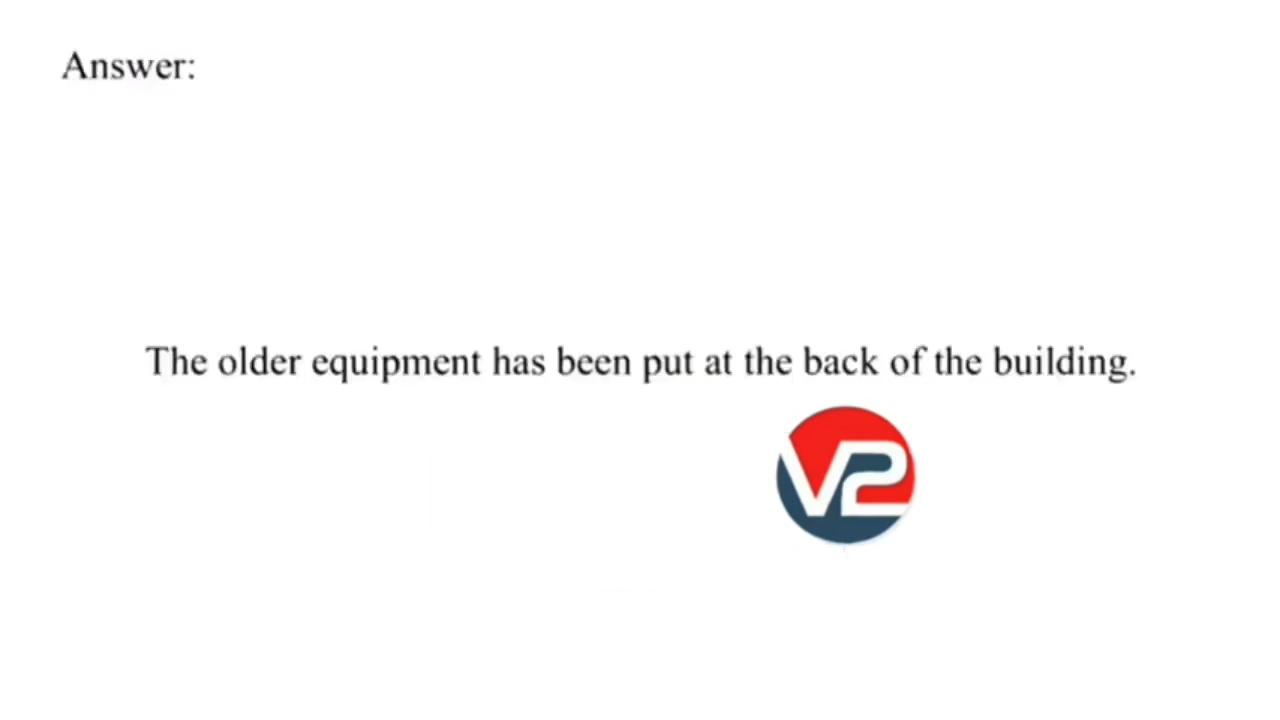 Answer:
The older equipment has been put at the back of the building.
V2